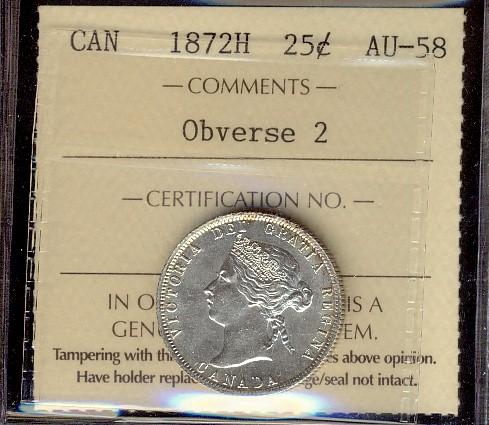 CAN 1872H 25¢ AU-58
— COMMENTS —
Obverse 2
— CERTIFICATION NO. —
VICTORIA DEI GRATIA REGINA
CANADA
IN O IS A
GEN EM.
Tampering with th s above opinion.
Have holder replac ge/seal not intact.